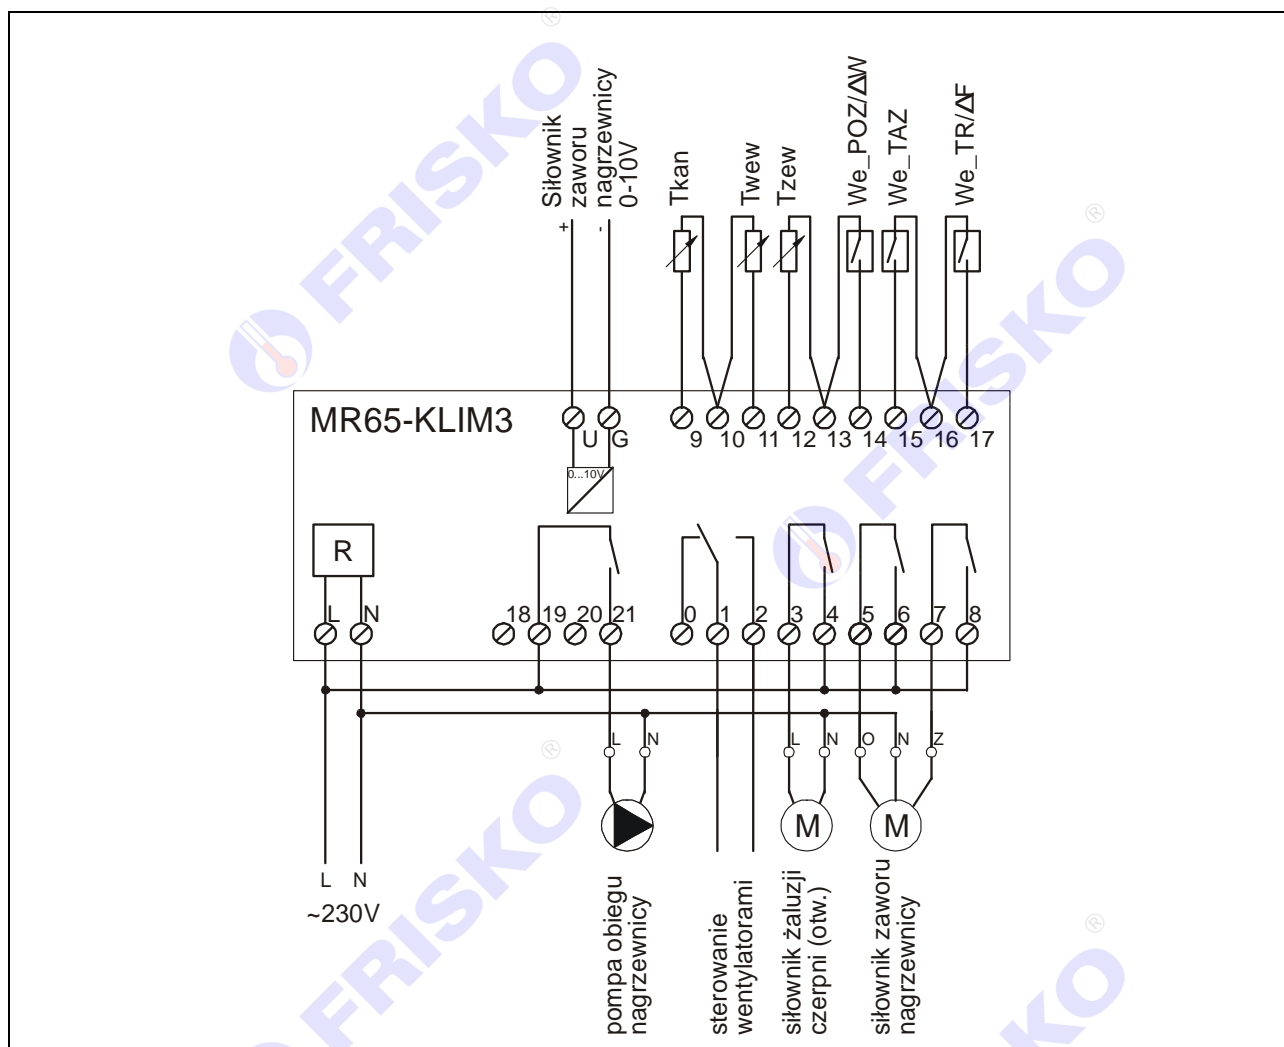 Siłownik
zaworu
nagrzewnicy
0-10V
+
-
Tkan
Twew
Tzew
We_POZ/ΔW
We_TAZ
We_TR/ΔF
MR65-KLIM3
U
G
9
10
11
12
13
14
15
16
17
0...10V
R
L
N
18
19
20
21
0
1
2
3
4
5
6
7
8
L
N
L
N
O
N
Z
M
M
L
N
~230V
pompa obiegu
nagrzewnicy
sterowanie
wentylatorami
siłownik żaluzji
czerpni (otw.)
siłownik zaworu
nagrzewnicy
FRISKO ®
FRISKO ®
FRISKO ®
SKO ®